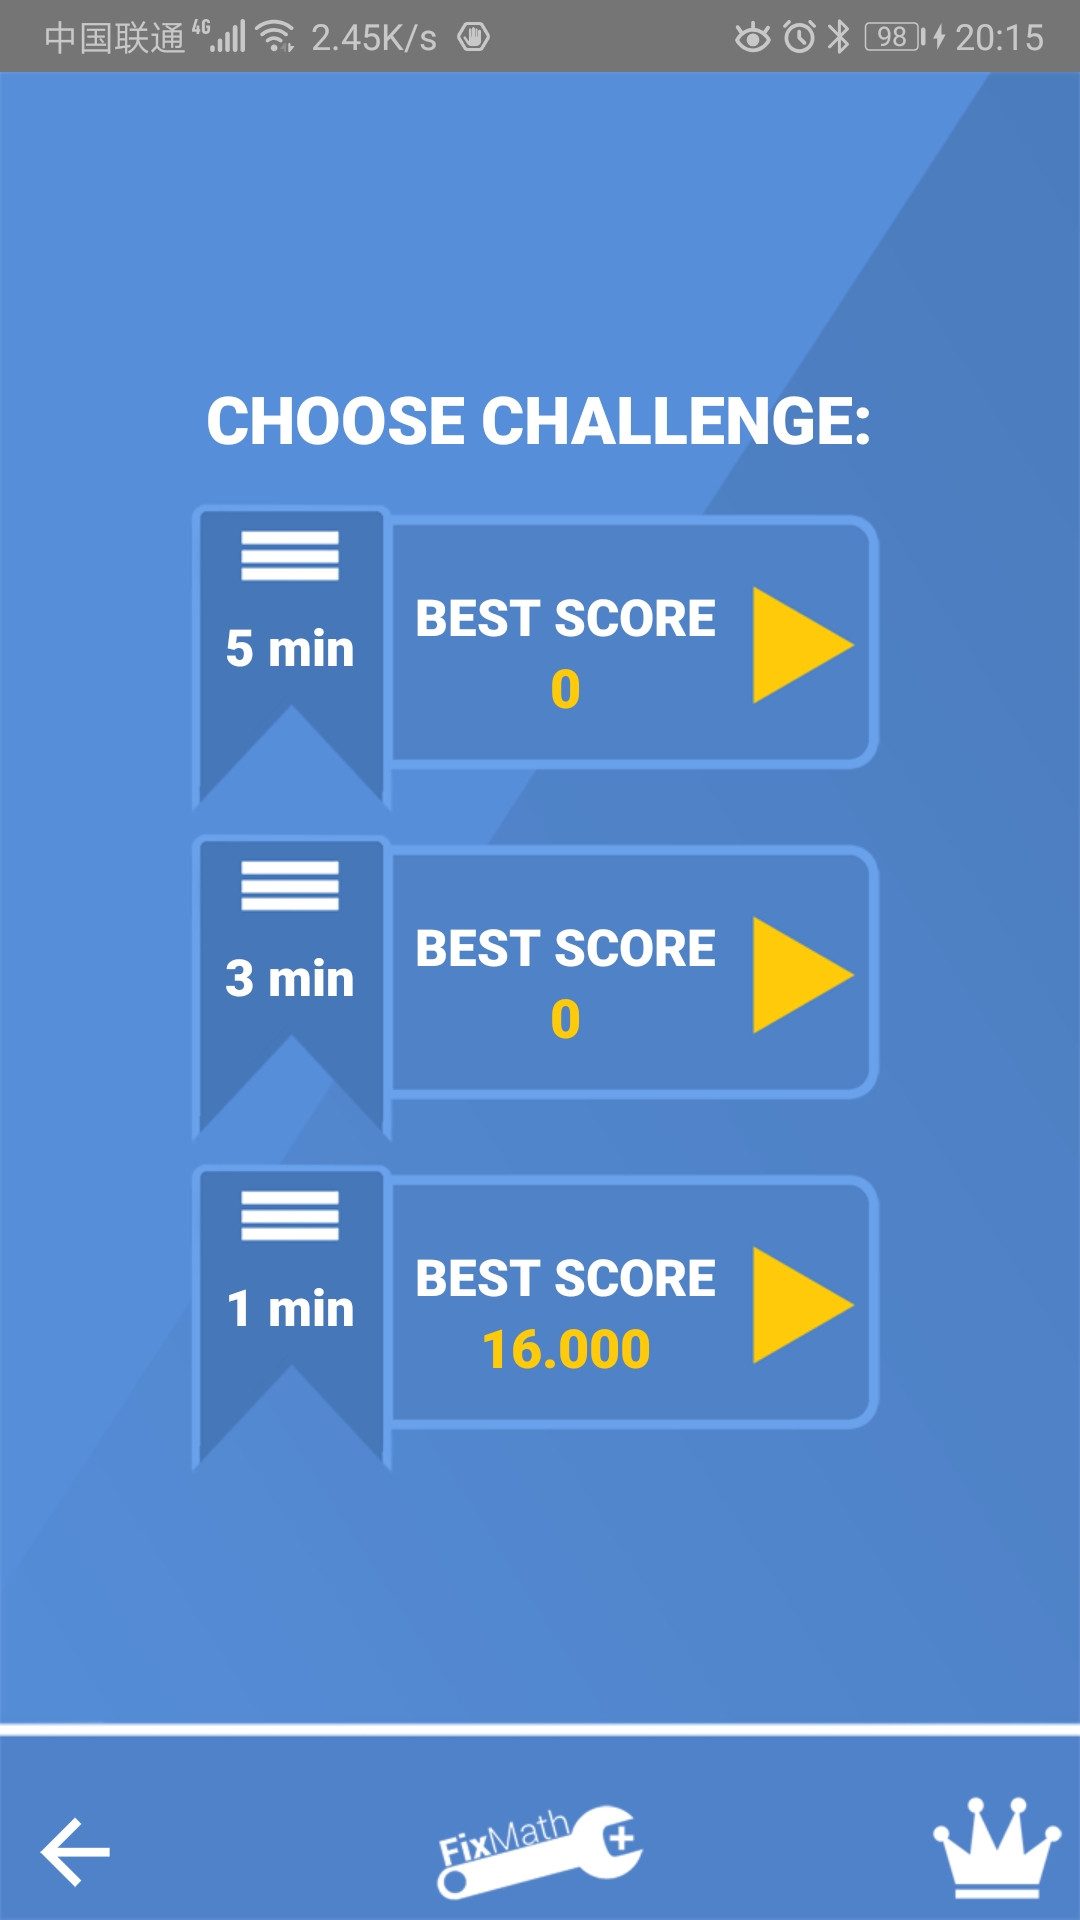 中国联通 4G 2.45K/s 98 20:15
CHOOSE CHALLENGE:
5 min
BEST SCORE
0
3 min
BEST SCORE
0
1 min
BEST SCORE
16.000
FixMath